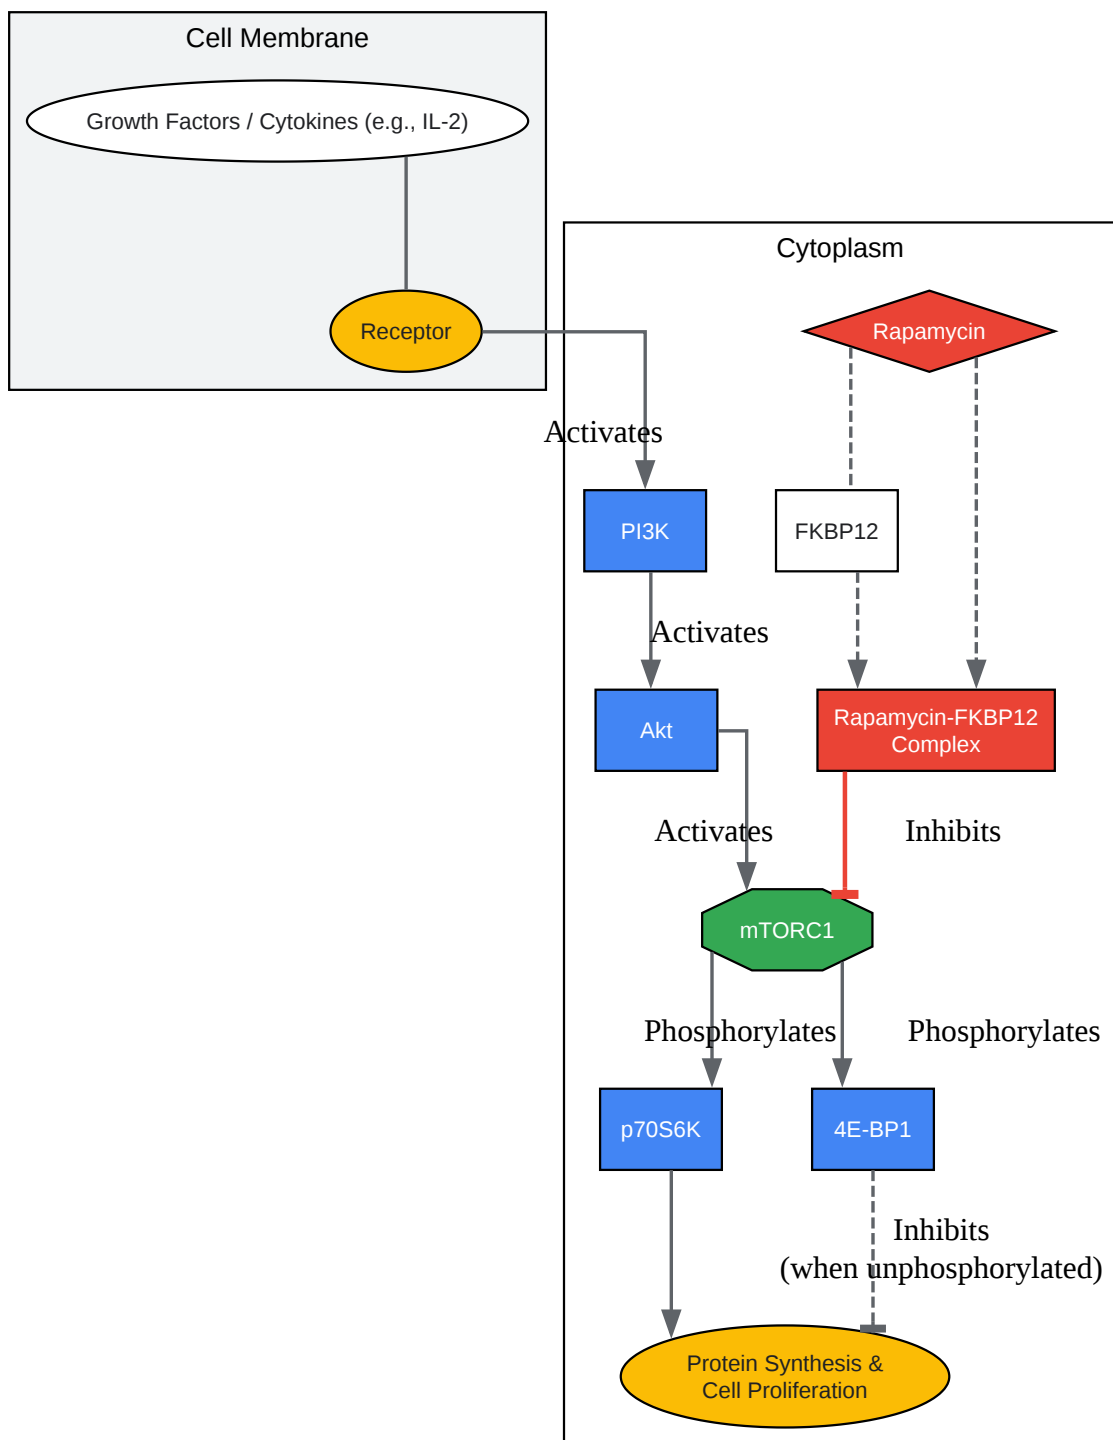 Cell Membrane
Growth Factors / Cytokines (e.g., IL-2)
Receptor
Cytoplasm
Rapamycin
Activates
PI3K
FKBP12
Activates
Akt
Rapamycin-FKBP12
Complex
Activates
Inhibits
mTORC1
Phosphorylates
Phosphorylates
p70S6K
4E-BP1
Inhibits
(when unphosphorylated)
Protein Synthesis &
Cell Proliferation